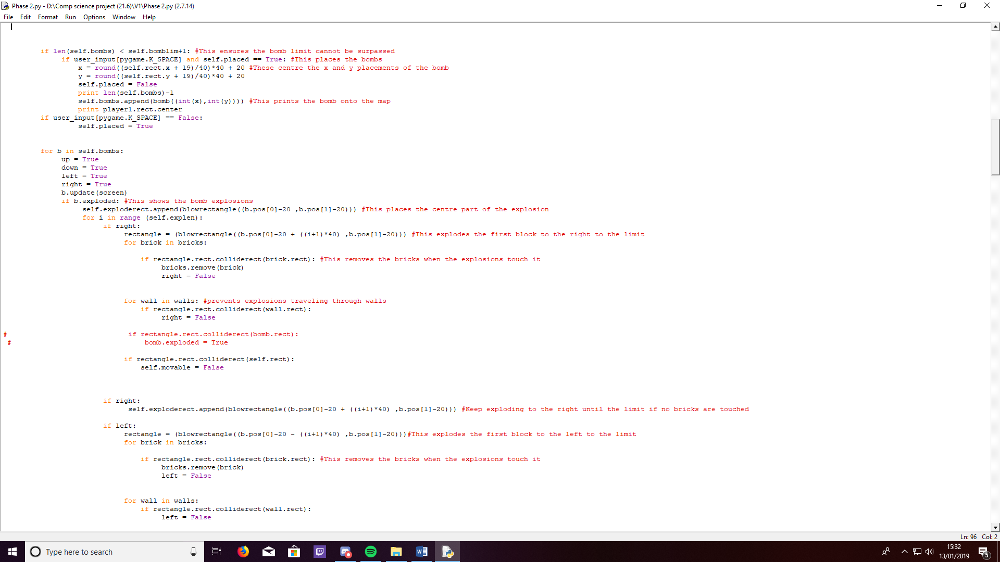 Phase 2.py - D:\Comp science project (21.6)\V1\Phase 2.py (2.7.14)
File Edit Format Run Options Window Help
if len(self.bombs) < self.bomblim+1: #This ensures the bomb limit cannot be surpassed
if user_input[pygame.K_SPACE] and self.placed == True: #This places the bombs
x = round((self.rect.x + 19)/40)*40 + 20 #These centre the x and y placements of the bomb
y = round((self.rect.y + 19)/40)*40 + 20
self.placed = False
print len(self.bombs)-1
self.bombs.append(bomb((int(x),int(y)))) #This prints the bomb onto the map
print player1.rect.center
if user_input[pygame.K_SPACE] == False:
self.placed = True
for b in self.bombs:
up = True
down = True
left = True
right = True
b.update(screen)
if b.exploded: #This shows the bomb explosions
self.exploderect.append(blowrectangle((b.pos[0]-20 ,b.pos[1]-20))) #This places the centre part of the explosion
for i in range (self.explen):
if right:
rectangle = (blowrectangle((b.pos[0]-20 + ((i+1)*40) ,b.pos[1]-20))) #This explodes the first block to the right to the limit
for brick in bricks:
if rectangle.rect.colliderect(brick.rect): #This removes the bricks when the explosions touch it
bricks.remove(brick)
right = False
for wall in walls: #prevents explosions traveling through walls
if rectangle.rect.colliderect(wall.rect):
right = False
# if rectangle.rect.colliderect(bomb.rect):
# bomb.exploded = True
if rectangle.rect.colliderect(self.rect):
self.movable = False
if right:
self.exploderect.append(blowrectangle((b.pos[0]-20 + ((i+1)*40) ,b.pos[1]-20))) #Keep exploding to the right until the limit if no bricks are touched
if left:
rectangle = (blowrectangle((b.pos[0]-20 - ((i+1)*40) ,b.pos[1]-20)))#This explodes the first block to the left to the limit
for brick in bricks:
if rectangle.rect.colliderect(brick.rect): #This removes the bricks when the explosions touch it
bricks.remove(brick)
left = False
for wall in walls:
if rectangle.rect.colliderect(wall.rect):
left = False
Ln: 96 Col: 2
Type here to search
15:32
13/01/2019
5